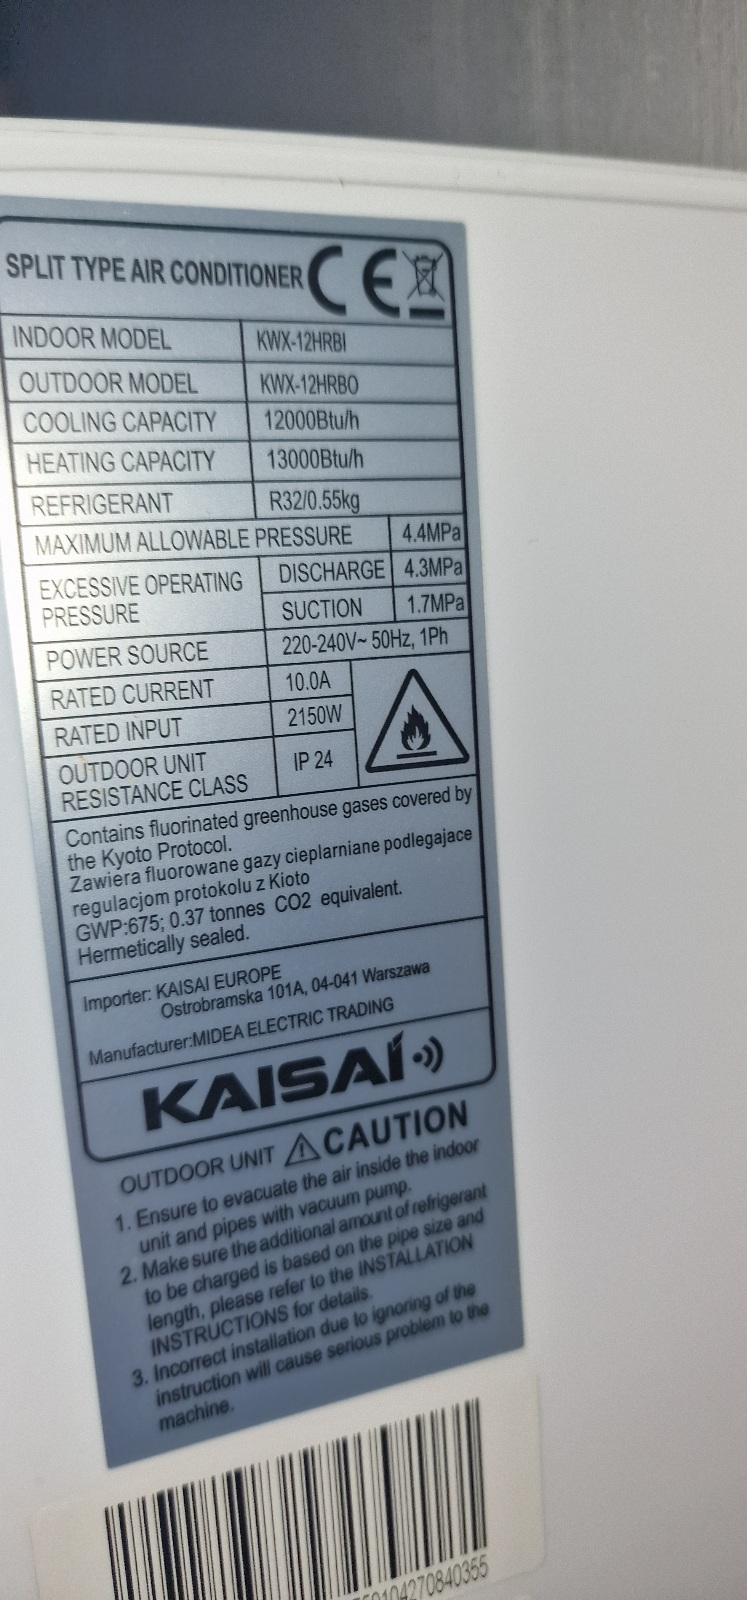 SPLIT TYPE AIR CONDITIONER CE
INDOOR MODEL KWX-12HRBI
OUTDOOR MODEL KWX-12HRBO
COOLING CAPACITY 12000Btu/h
HEATING CAPACITY 13000Btu/h
REFRIGERANT R32/0.55kg
MAXIMUM ALLOWABLE PRESSURE 4.4MPa
EXCESSIVE OPERATING PRESSURE DISCHARGE 4.3MPa
SUCTION 1.7MPa
POWER SOURCE 220-240V~ 50Hz, 1Ph
RATED CURRENT 10.0A
RATED INPUT 2150W
OUTDOOR UNIT RESISTANCE CLASS IP 24
Contains fluorinated greenhouse gases covered by
the Kyoto Protocol.
Zawiera fluorowane gazy cieplarniane podlegajace
regulacjom protokolu z Kioto
GWP:675; 0.37 tonnes CO2 equivalent.
Hermetically sealed.
Importer: KAISAI EUROPE
Ostrobramska 101A, 04-041 Warszawa
Manufacturer:MIDEA ELECTRIC TRADING
KAISAI
OUTDOOR UNIT CAUTION
1. Ensure to evacuate the air inside the indoor
unit and pipes with vacuum pump.
2. Make sure the additional amount of refrigerant
to be charged is based on the pipe size and
length, please refer to the INSTALLATION
INSTRUCTIONS for details.
3. Incorrect installation due to ignoring of the
instruction will cause serious problem to the
machine.